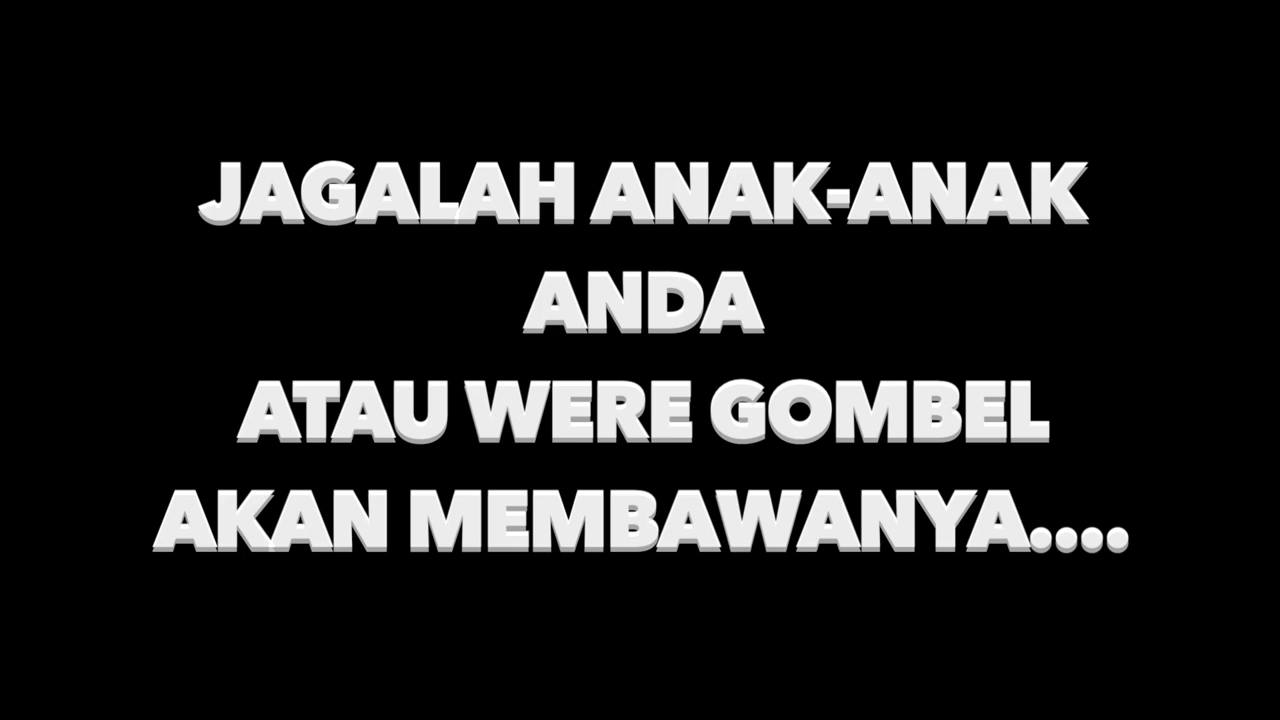 JAGALAH ANAK-ANAK
ANDA
ATAU WERE GOMBEL
AKAN MEMBAWANYA....